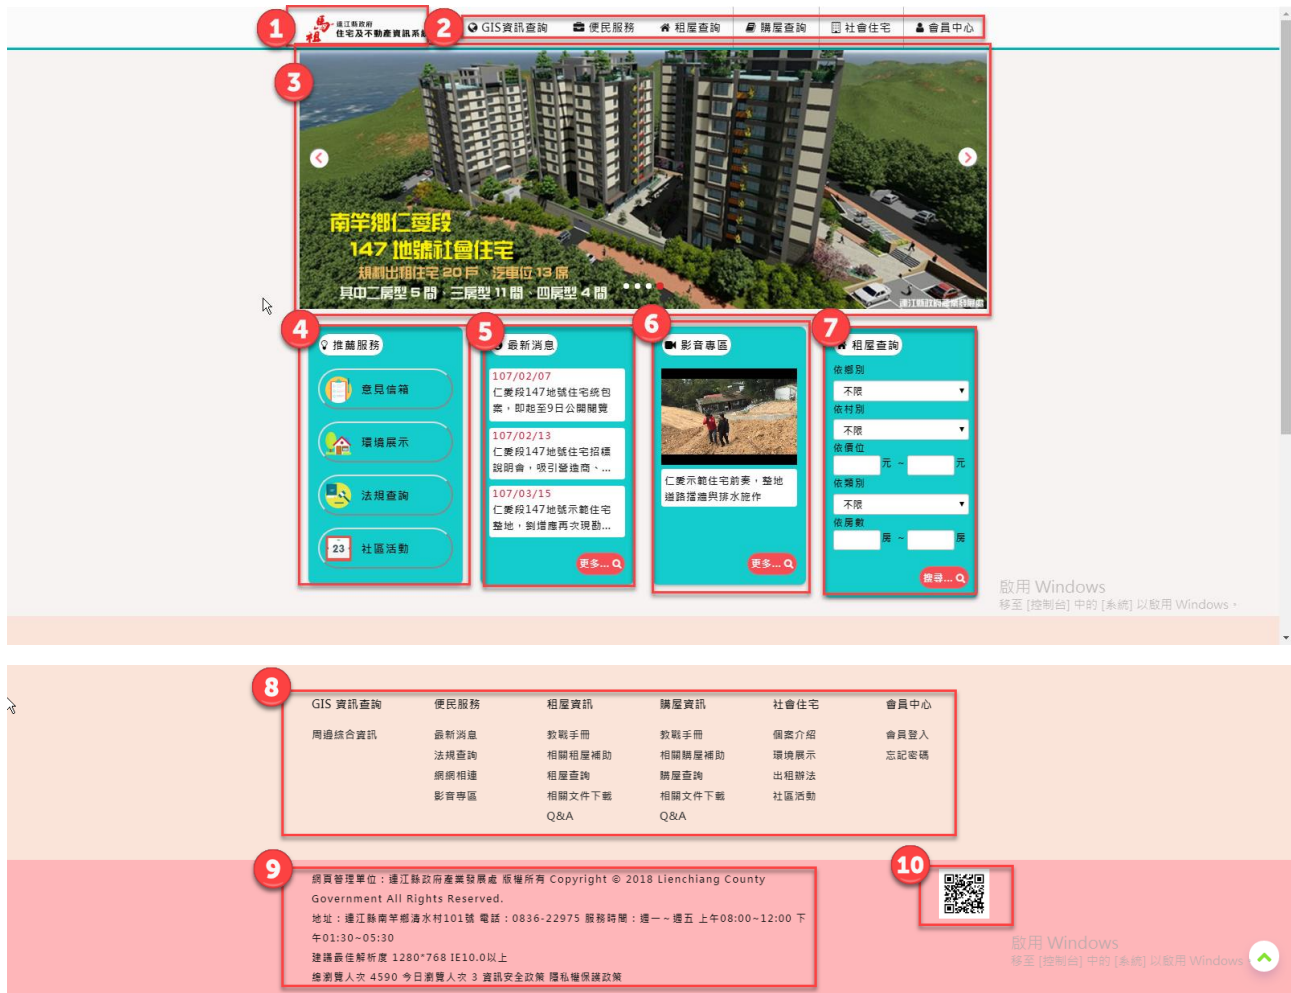 1
馬祖
連江縣政府
住宅及不動產資訊系統
2
GIS資訊查詢
便民服務
租屋查詢
購屋查詢
社會住宅
會員中心
3
南竿鄉仁愛段
147 地號社會住宅
規劃出租住宅 20 戶 汽車位 13 席
其中二房型 5 間、三房型 11 間、四房型 4 間
連江縣政府產業發展處
4
推薦服務
意見信箱
環境展示
法規查詢
23
社區活動
5
最新消息
107/02/07
仁愛段147地號住宅統包
案，即起至9日公開閱覽
107/02/13
仁愛段147地號住宅招標
說明會，吸引營造商、...
107/03/15
仁愛段147地號示範住宅
整地，劉增應再次現勘...
更多...
6
影音專區
仁愛示範住宅前奏，整地
道路擋牆與排水施作
更多...
7
租屋查詢
依鄉別
不限
依村別
不限
依價位
元 ~ 元
依類別
不限
依房數
房 ~ 房
搜尋...
啟用 Windows
移至 [控制台] 中的 [系統] 以啟用 Windows。
8
GIS 資訊查詢
周邊綜合資訊
便民服務
最新消息
法規查詢
網網相連
影音專區
租屋資訊
教戰手冊
相關租屋補助
租屋查詢
相關文件下載
Q&A
購屋資訊
教戰手冊
相關購屋補助
購屋查詢
相關文件下載
Q&A
社會住宅
個案介紹
環境展示
出租辦法
社區活動
會員中心
會員登入
忘記密碼
9
網頁管理單位：連江縣政府產業發展處 版權所有 Copyright © 2018 Lienchiang County
Government All Rights Reserved.
地址：連江縣南竿鄉清水村101號 電話：0836-22975 服務時間：週一～週五 上午08:00~12:00 下
午01:30~05:30
建議最佳解析度 1280*768 IE10.0以上
總瀏覽人次 4590 今日瀏覽人次 3 資訊安全政策 隱私權保護政策
10
啟用 Windows
移至 [控制台] 中的 [系統] 以啟用 Windows